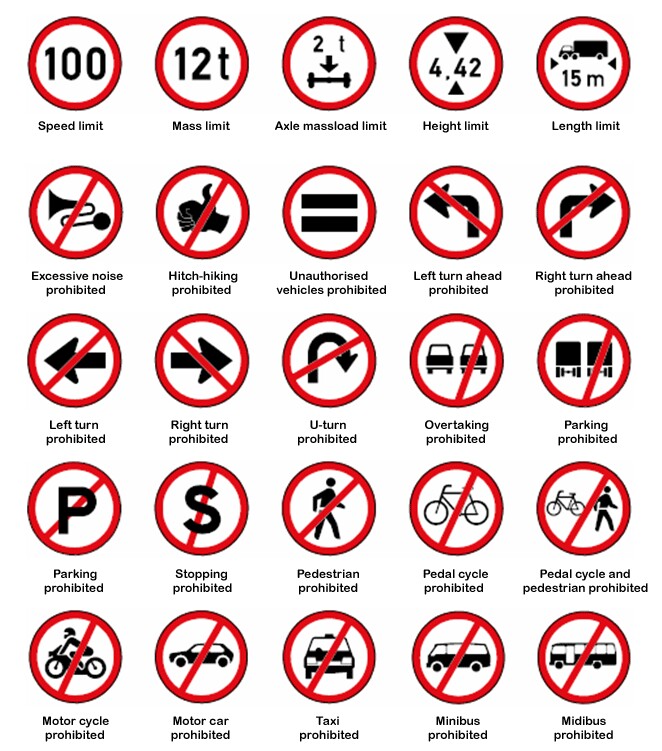 100
12 t
2 t
4,42
15 m
Speed limit
Mass limit
Axle massload limit
Height limit
Length limit
Excessive noise
prohibited
Hitch-hiking
prohibited
Unauthorised
vehicles prohibited
Left turn ahead
prohibited
Right turn ahead
prohibited
Left turn
prohibited
Right turn
prohibited
U-turn
prohibited
Overtaking
prohibited
Parking
prohibited
P
S
Parking
prohibited
Stopping
prohibited
Pedestrian
prohibited
Pedal cycle
prohibited
Pedal cycle and
pedestrian prohibited
Motor cycle
prohibited
Motor car
prohibited
Taxi
prohibited
Minibus
prohibited
Midibus
prohibited